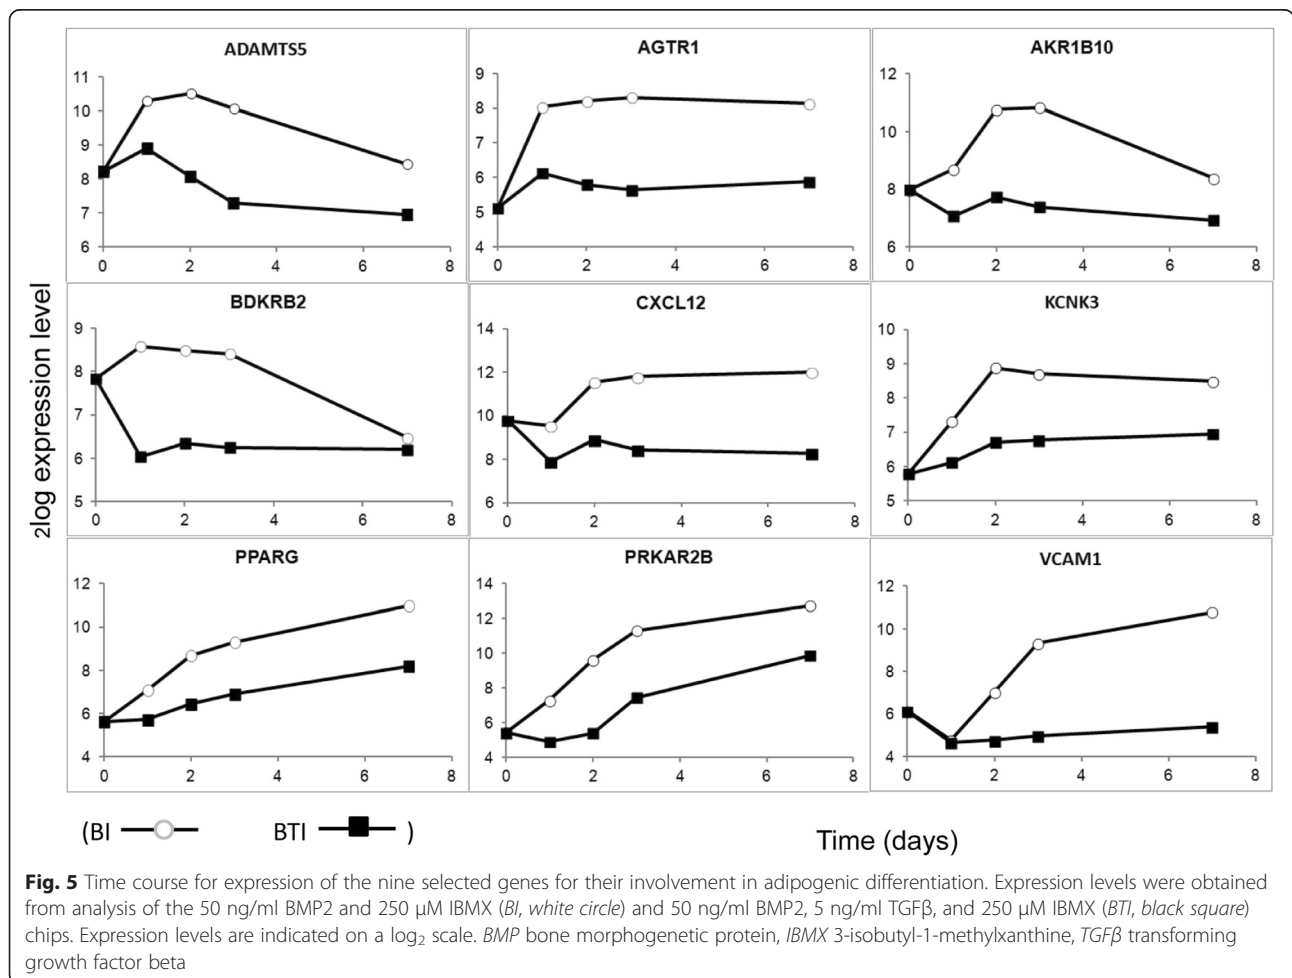 ADAMTS5
11
10
9
8
7
6
0 2 4 6 8
AGTR1
9
8
7
6
5
4
0 2 4 6 8
AKR1B10
12
10
8
6
0 2 4 6 8
2log expression level
BDKRB2
9
8
7
6
5
0 2 4 6 8
CXCL12
14
12
10
8
6
0 2 4 6 8
KCNK3
10
9
8
7
6
5
0 2 4 6 8
PPARG
12
10
8
6
4
0 2 4 6 8
PRKAR2B
14
12
10
8
6
4
0 2 4 6 8
VCAM1
12
10
8
6
4
0 2 4 6 8
(BI BTI )
Time (days)
Fig. 5 Time course for expression of the nine selected genes for their involvement in adipogenic differentiation. Expression levels were obtained
from analysis of the 50 ng/ml BMP2 and 250 μM IBMX (BI, white circle) and 50 ng/ml BMP2, 5 ng/ml TGFβ, and 250 μM IBMX (BTI, black square)
chips. Expression levels are indicated on a log₂ scale. BMP bone morphogenetic protein, IBMX 3-isobutyl-1-methylxanthine, TGFβ transforming
growth factor beta